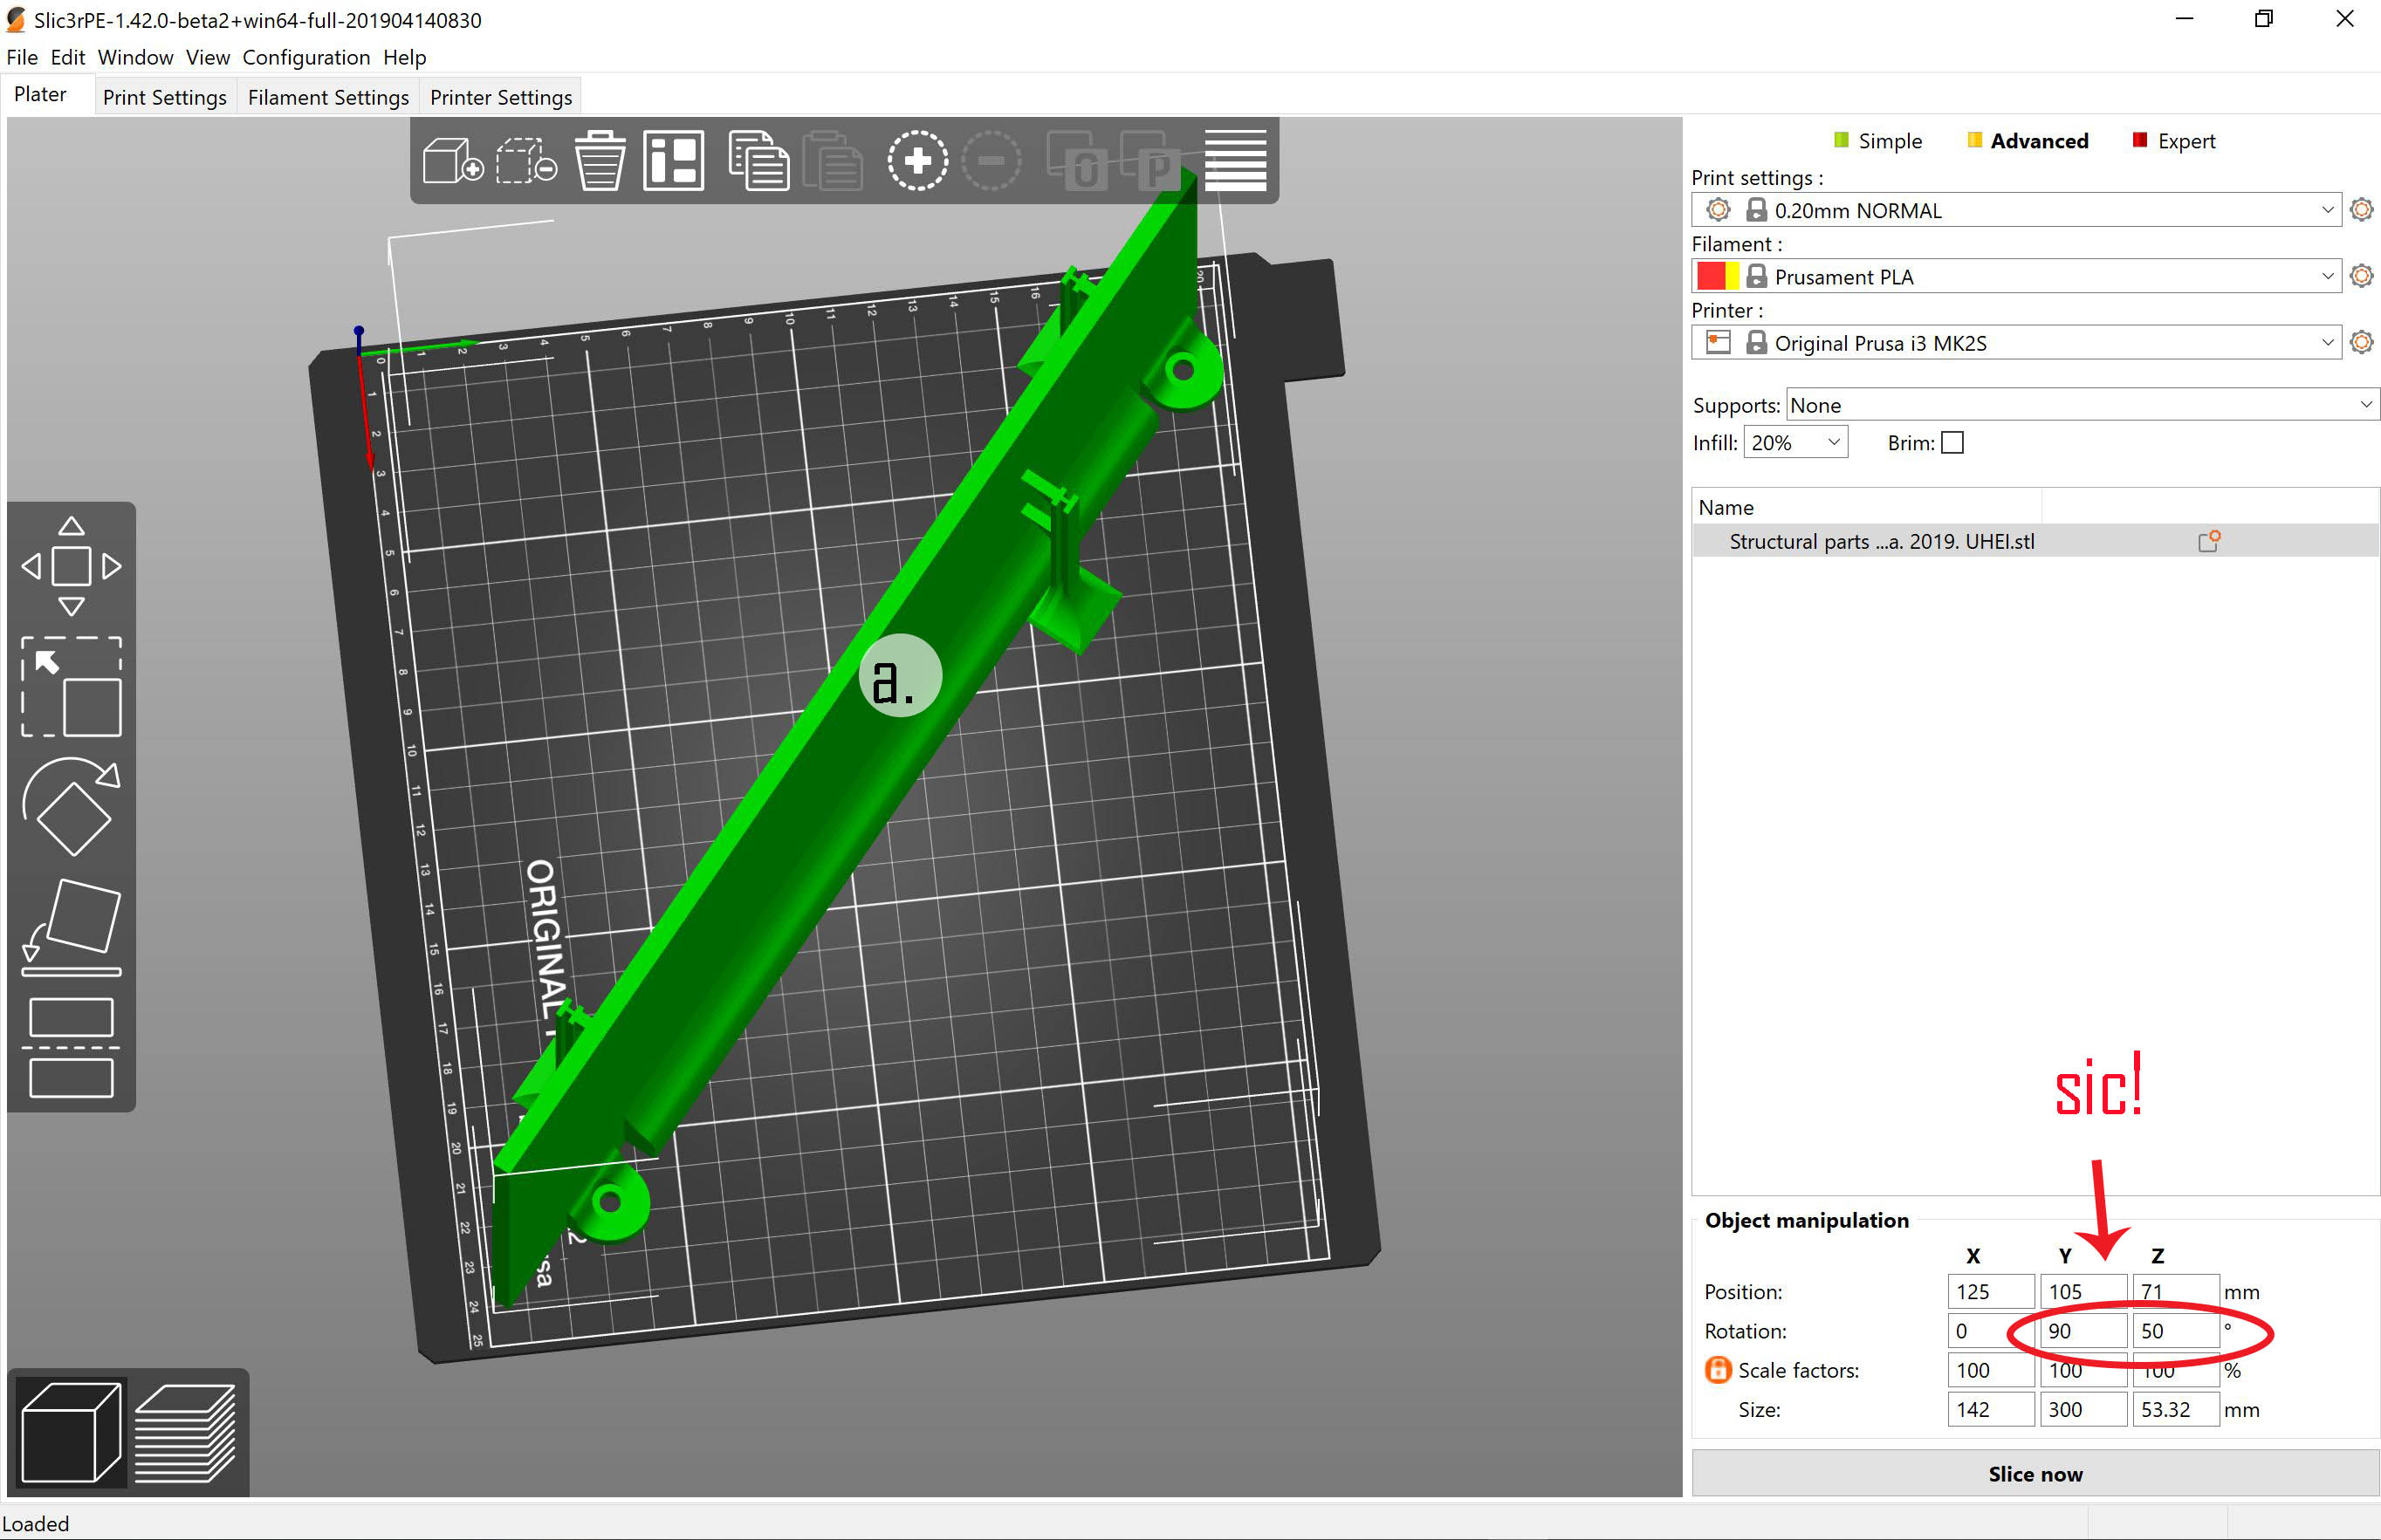 Slic3rPE-1.42.0-beta2+win64-full-201904140830
File Edit Window View Configuration Help
Plater Print Settings Filament Settings Printer Settings
Simple Advanced Expert
Print settings :
0.20mm NORMAL
Filament :
Prusament PLA
Printer :
Original Prusa i3 MK2S
Supports: None
Infill: 20% Brim:
Name
Structural parts ...a. 2019. UHEI.stl
U P
0 1 2 3 4 5 6 7 8 9 10 11 12 13 14 15 16 20
1 2 3 4 5 6 7 8 9 10 11 12 13 14 15 16 17 18 19 20 21 22 23 24 25
a.
ORIGINAL
sa
sic!
Object manipulation
X Y Z
Position: 125 105 71 mm
Rotation: 0 90 50 °
Scale factors: 100 100 100 %
Size: 142 300 53.32 mm
Slice now
Loaded